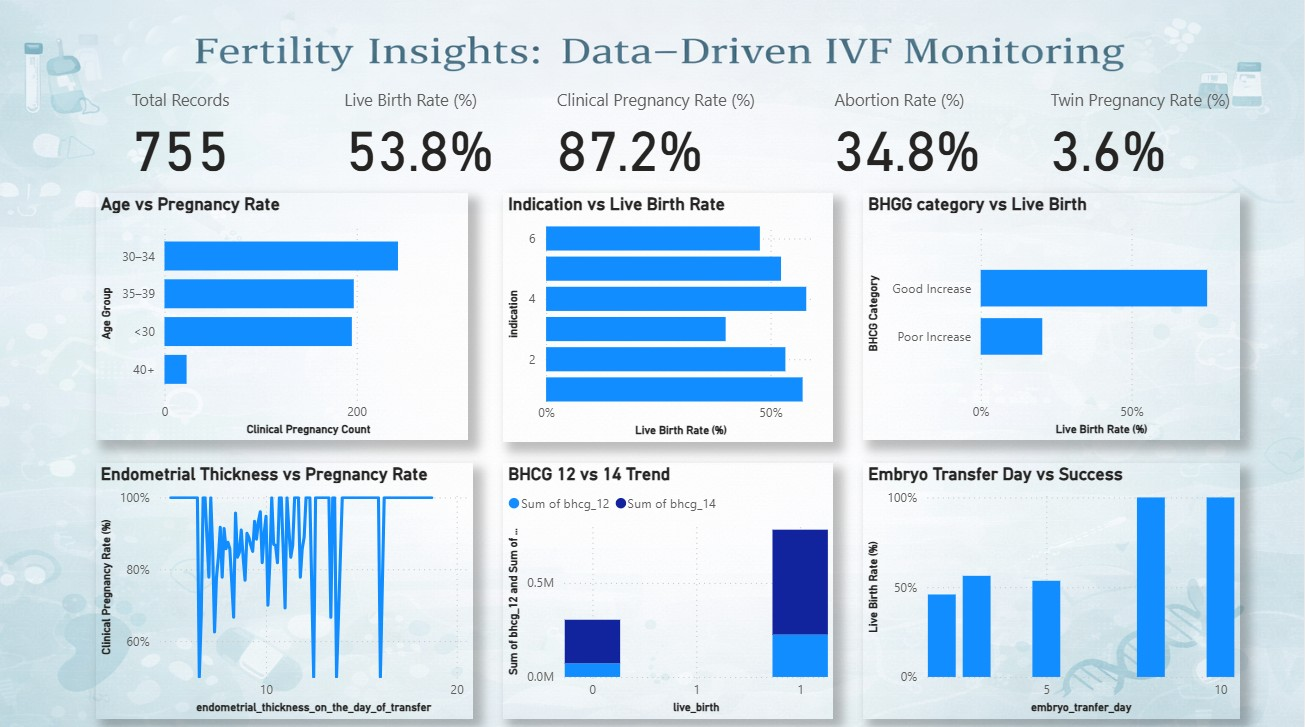 Fertility Insights: Data–Driven IVF Monitoring
Total Records
Live Birth Rate (%)
Clinical Pregnancy Rate (%)
Abortion Rate (%)
Twin Pregnancy Rate (%)
755
53.8%
87.2%
34.8%
3.6%
Age vs Pregnancy Rate
Age Group
30–34
35–39
<30
40+
0
200
Clinical Pregnancy Count
Indication vs Live Birth Rate
indication
6
4
2
0%
50%
Live Birth Rate (%)
BHGG category vs Live Birth
BHCG Category
Good Increase
Poor Increase
0%
50%
Live Birth Rate (%)
Endometrial Thickness vs Pregnancy Rate
Clinical Pregnancy Rate (%)
100%
80%
60%
10
20
endometrial_thickness_on_the_day_of_transfer
BHCG 12 vs 14 Trend
Sum of bhcg_12
Sum of bhcg_14
Sum of bhcg_12 and Sum of ...
0.5M
0.0M
0
1
1
live_birth
Embryo Transfer Day vs Success
Live Birth Rate (%)
100%
50%
0%
5
10
embryo_tranfer_day